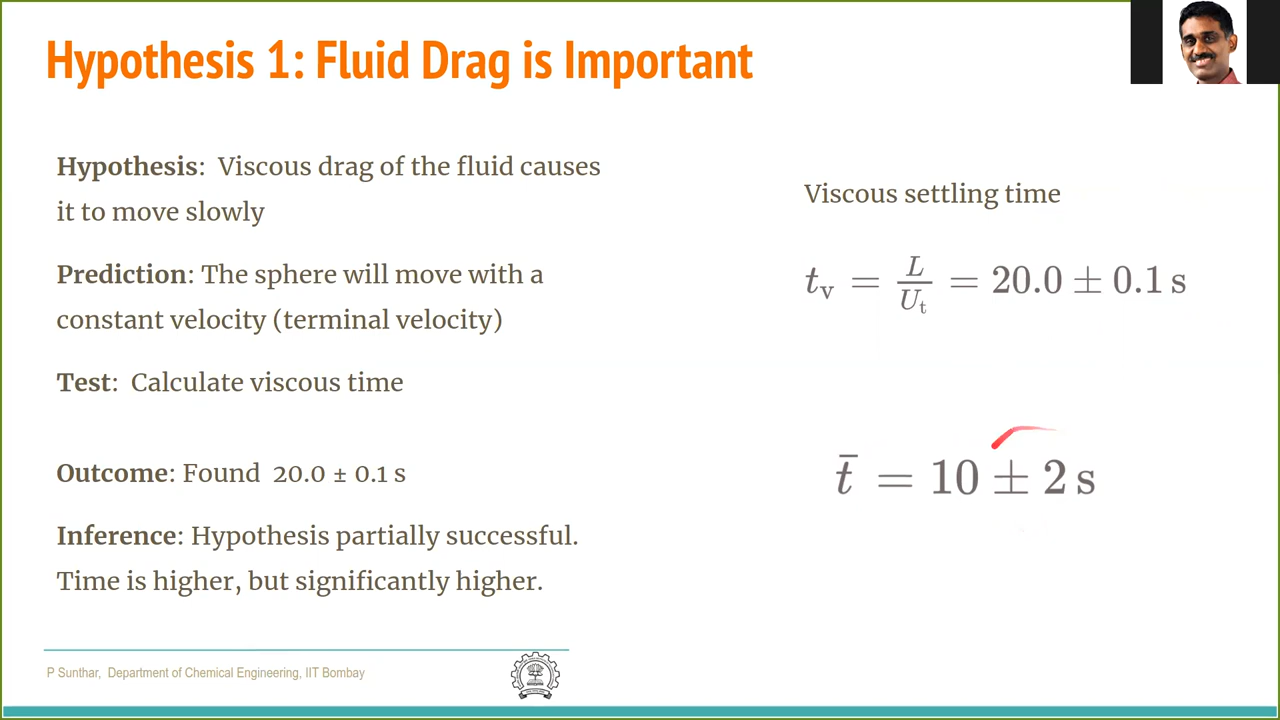 Hypothesis 1: Fluid Drag is Important
Hypothesis: Viscous drag of the fluid causes
it to move slowly
Prediction: The sphere will move with a
constant velocity (terminal velocity)
Test: Calculate viscous time
Outcome: Found 20.0 ± 0.1 s
Inference: Hypothesis partially successful.
Time is higher, but significantly higher.
Viscous settling time
t_v = L/U_t = 20.0 ± 0.1 s
t̄ = 10 ± 2 s
P Sunthar, Department of Chemical Engineering, IIT Bombay